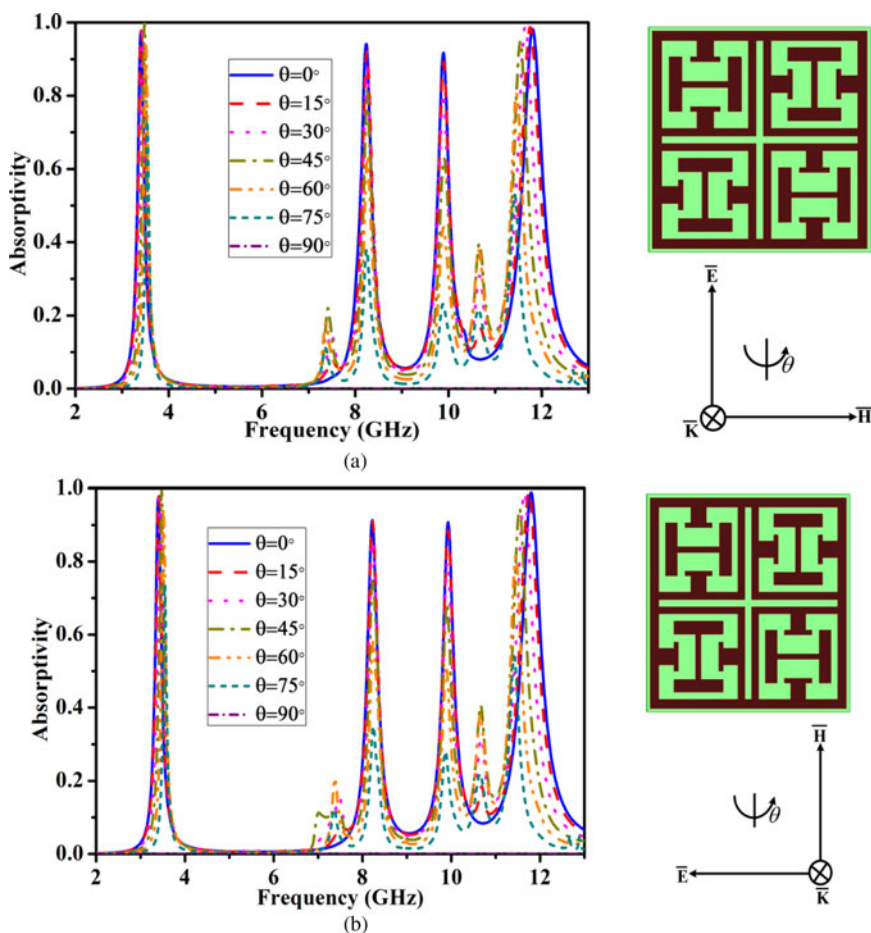 1.0
0.8
0.6
0.4
0.2
0.0
Absorptivity
θ=0°
θ=15°
θ=30°
θ=45°
θ=60°
θ=75°
θ=90°
2 4 6 8 10 12
Frequency (GHz)
(a)
E̅
θ
K̅
H̅
1.0
0.8
0.6
0.4
0.2
0.0
Absorptivity
θ=0°
θ=15°
θ=30°
θ=45°
θ=60°
θ=75°
θ=90°
2 4 6 8 10 12
Frequency (GHz)
(b)
H̅
θ
E̅
K̅